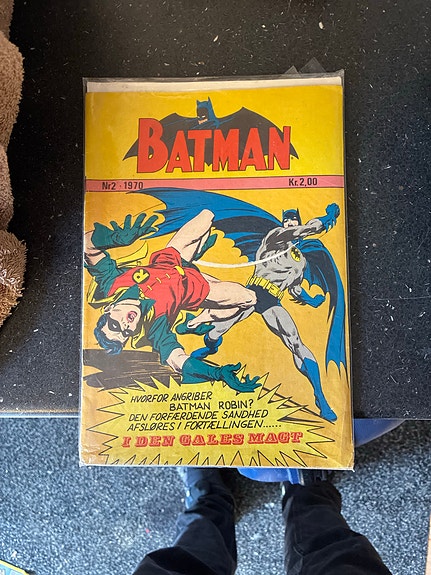 BATMAN
Nr2 · 1970 Kr. 2,00
R
HVORFOR ANGRIBER
BATMAN ROBIN?
DEN FORFÆRDENDE SANDHED
AFSLØRES I FORTÆLLINGEN......
I DEN GALES MAGT